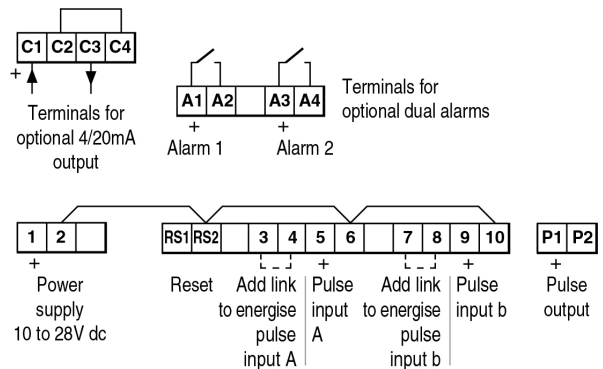 C1 C2 C3 C4
+
Terminals for
optional 4/20mA
output
A1 A2 A3 A4
+ +
Alarm 1 Alarm 2
Terminals for
optional dual alarms
1 2 RS1 RS2 3 4 5 6 7 8 9 10 P1 P2
+ + + +
Power
supply
10 to 28V dc
Reset
Add link
to energise
pulse
input A
Pulse
input
A
Add link
to energise
pulse
input b
Pulse
input b
Pulse
output